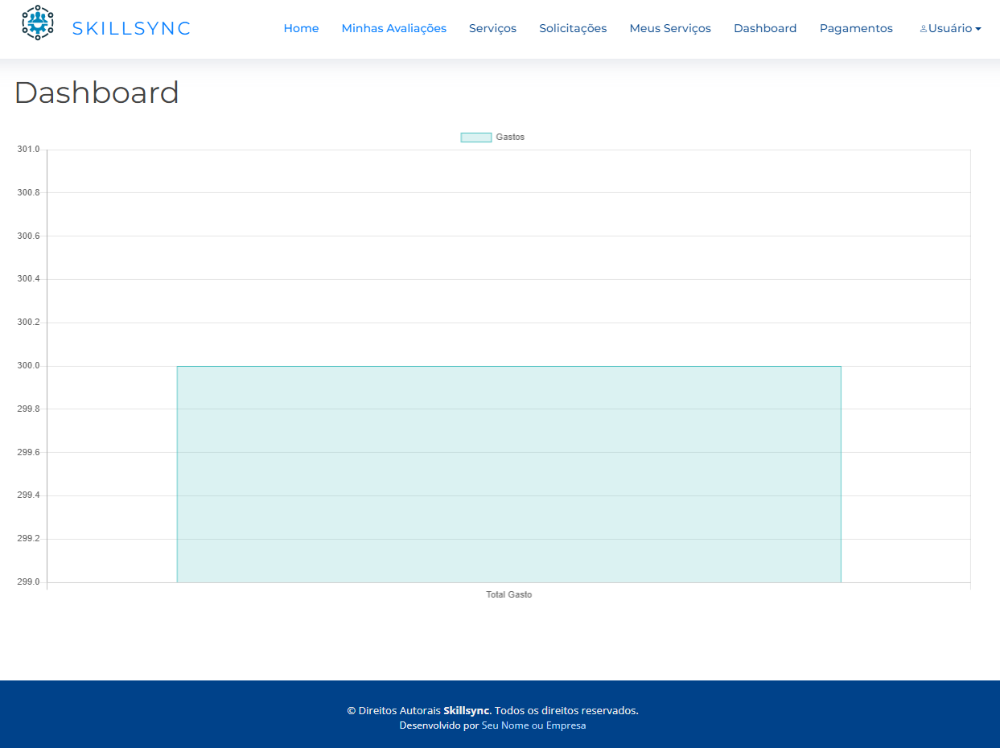 SKILLSYNC
Home Minhas Avaliações Serviços Solicitações Meus Serviços Dashboard Pagamentos Usuário
Dashboard
Gastos
301.0
300.8
300.6
300.4
300.2
300.0
299.8
299.6
299.4
299.2
299.0
Total Gasto
© Direitos Autorais Skillsync. Todos os direitos reservados.
Desenvolvido por Seu Nome ou Empresa